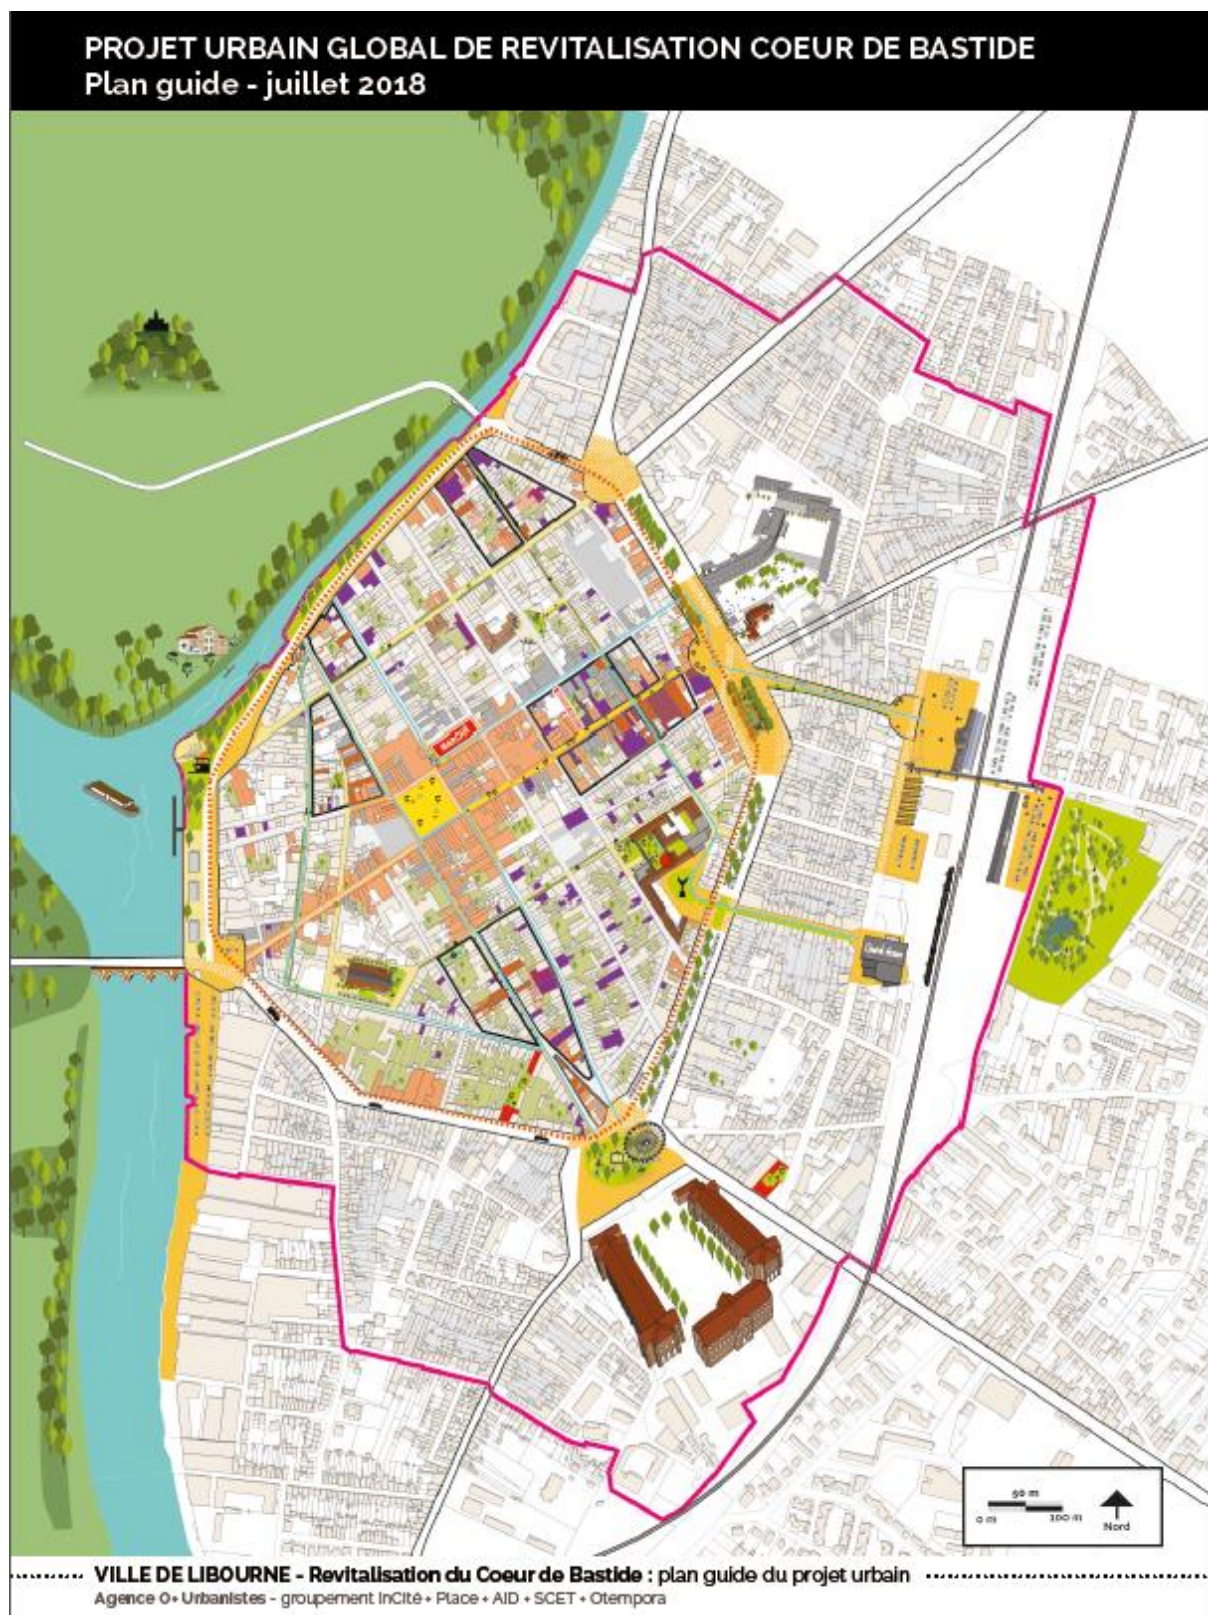 PROJET URBAIN GLOBAL DE REVITALISATION COEUR DE BASTIDE
Plan guide - juillet 2018
50 m
0 m
100 m
Nord
VILLE DE LIBOURNE - Revitalisation du Coeur de Bastide : plan guide du projet urbain
Agence O+ Urbanistes - groupement InCité + Place + AID + SCET + Otempora